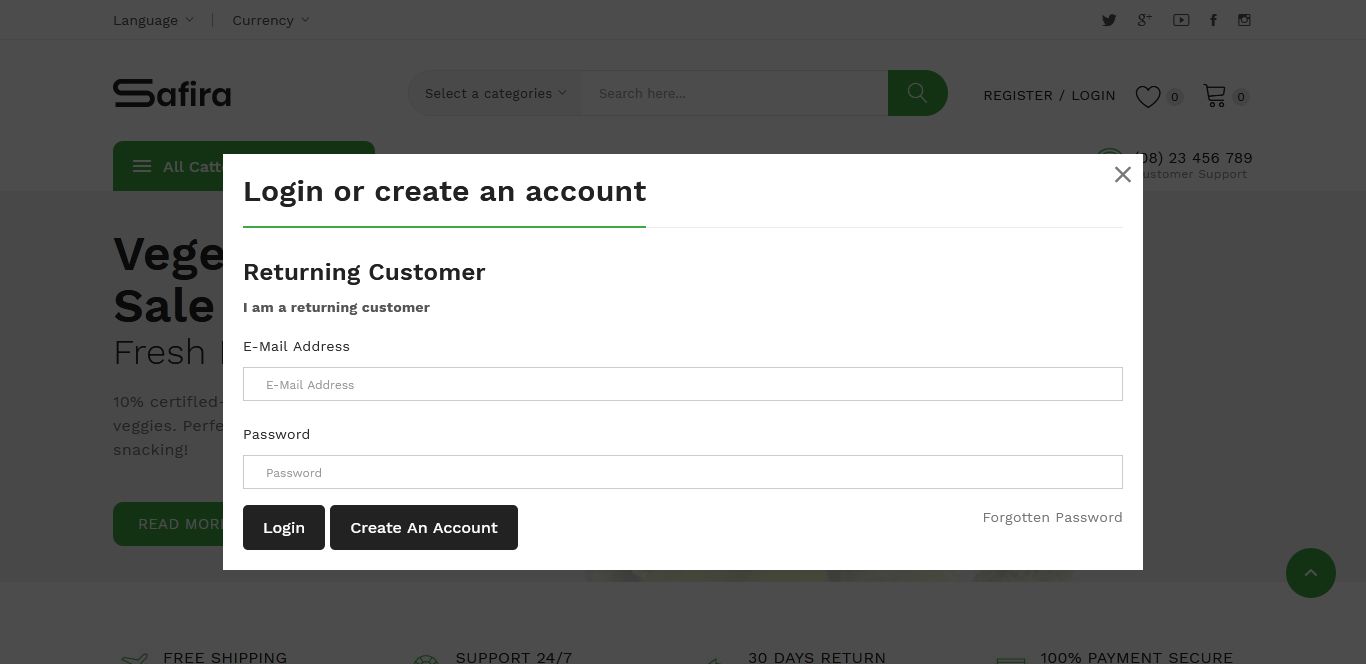 Language
Currency
Safira
Select a categories
Search here...
REGISTER / LOGIN
0
0
All Catt
08) 23 456 789
ustomer Support
Login or create an account
Returning Customer
I am a returning customer
E-Mail Address
E-Mail Address
Password
Password
Login
Create An Account
Forgotten Password
Vege
Sale
Fresh
10% certified-
veggies. Perfe
snacking!
READ MOR
FREE SHIPPING
SUPPORT 24/7
30 DAYS RETURN
100% PAYMENT SECURE